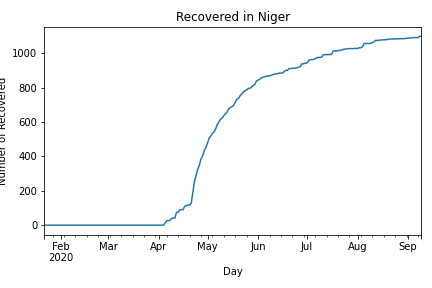 Recovered in Niger
Number of Recovered
1000
800
600
400
200
0
Feb Mar Apr May Jun Jul Aug Sep
2020
Day